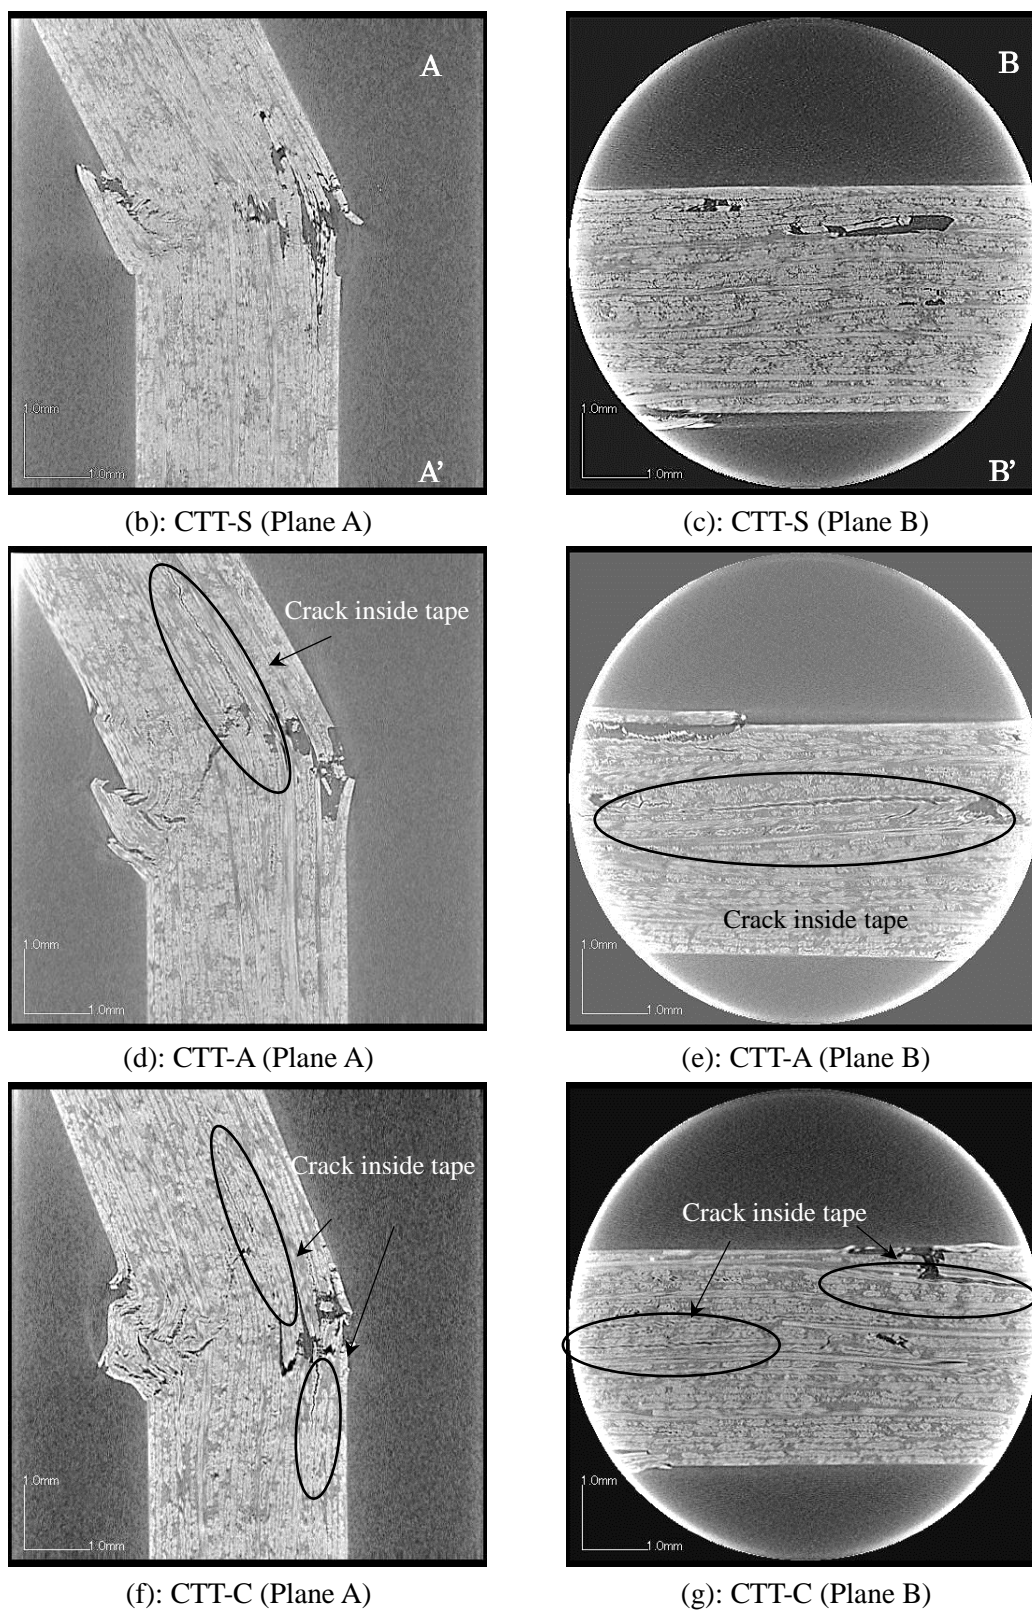 A
1.0mm
1.0mm
A'
B
1.0mm
1.0mm
B'
(b): CTT-S (Plane A)
(c): CTT-S (Plane B)
Crack inside tape
1.0mm
1.0mm
Crack inside tape
1.0mm
1.0mm
(d): CTT-A (Plane A)
(e): CTT-A (Plane B)
Crack inside tape
1.0mm
1.0mm
Crack inside tape
1.0mm
1.0mm
(f): CTT-C (Plane A)
(g): CTT-C (Plane B)